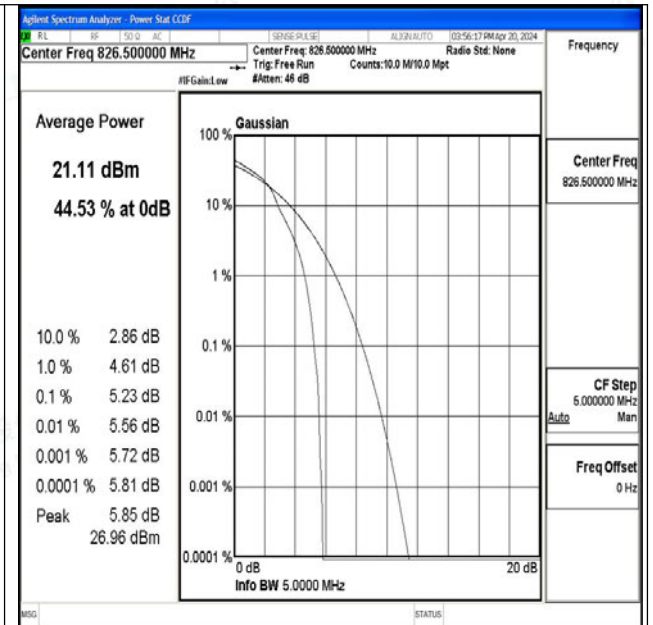 Agilent Spectrum Analyzer - Power Stat CCDF
RL RF 50 Ω AC SENSE:PULSE ALIGN AUTO 03:56:17 PM Apr 20, 2024
Center Freq 826.500000 MHz
Center Freq: 826.500000 MHz Radio Std: None
Trig: Free Run Counts:10.0 M/10.0 Mpt
#IFGain:Low #Atten: 46 dB
Frequency
Average Power
21.11 dBm
44.53 % at 0dB
10.0 % 2.86 dB
1.0 % 4.61 dB
0.1 % 5.23 dB
0.01 % 5.56 dB
0.001 % 5.72 dB
0.0001 % 5.81 dB
Peak 5.85 dB
26.96 dBm
Gaussian
100 %
10 %
1 %
0.1 %
0.01 %
0.001 %
0.0001 %
0 dB 20 dB
Info BW 5.0000 MHz
Center Freq
826.500000 MHz
CF Step
5.000000 MHz
Auto Man
Freq Offset
0 Hz
MSG STATUS